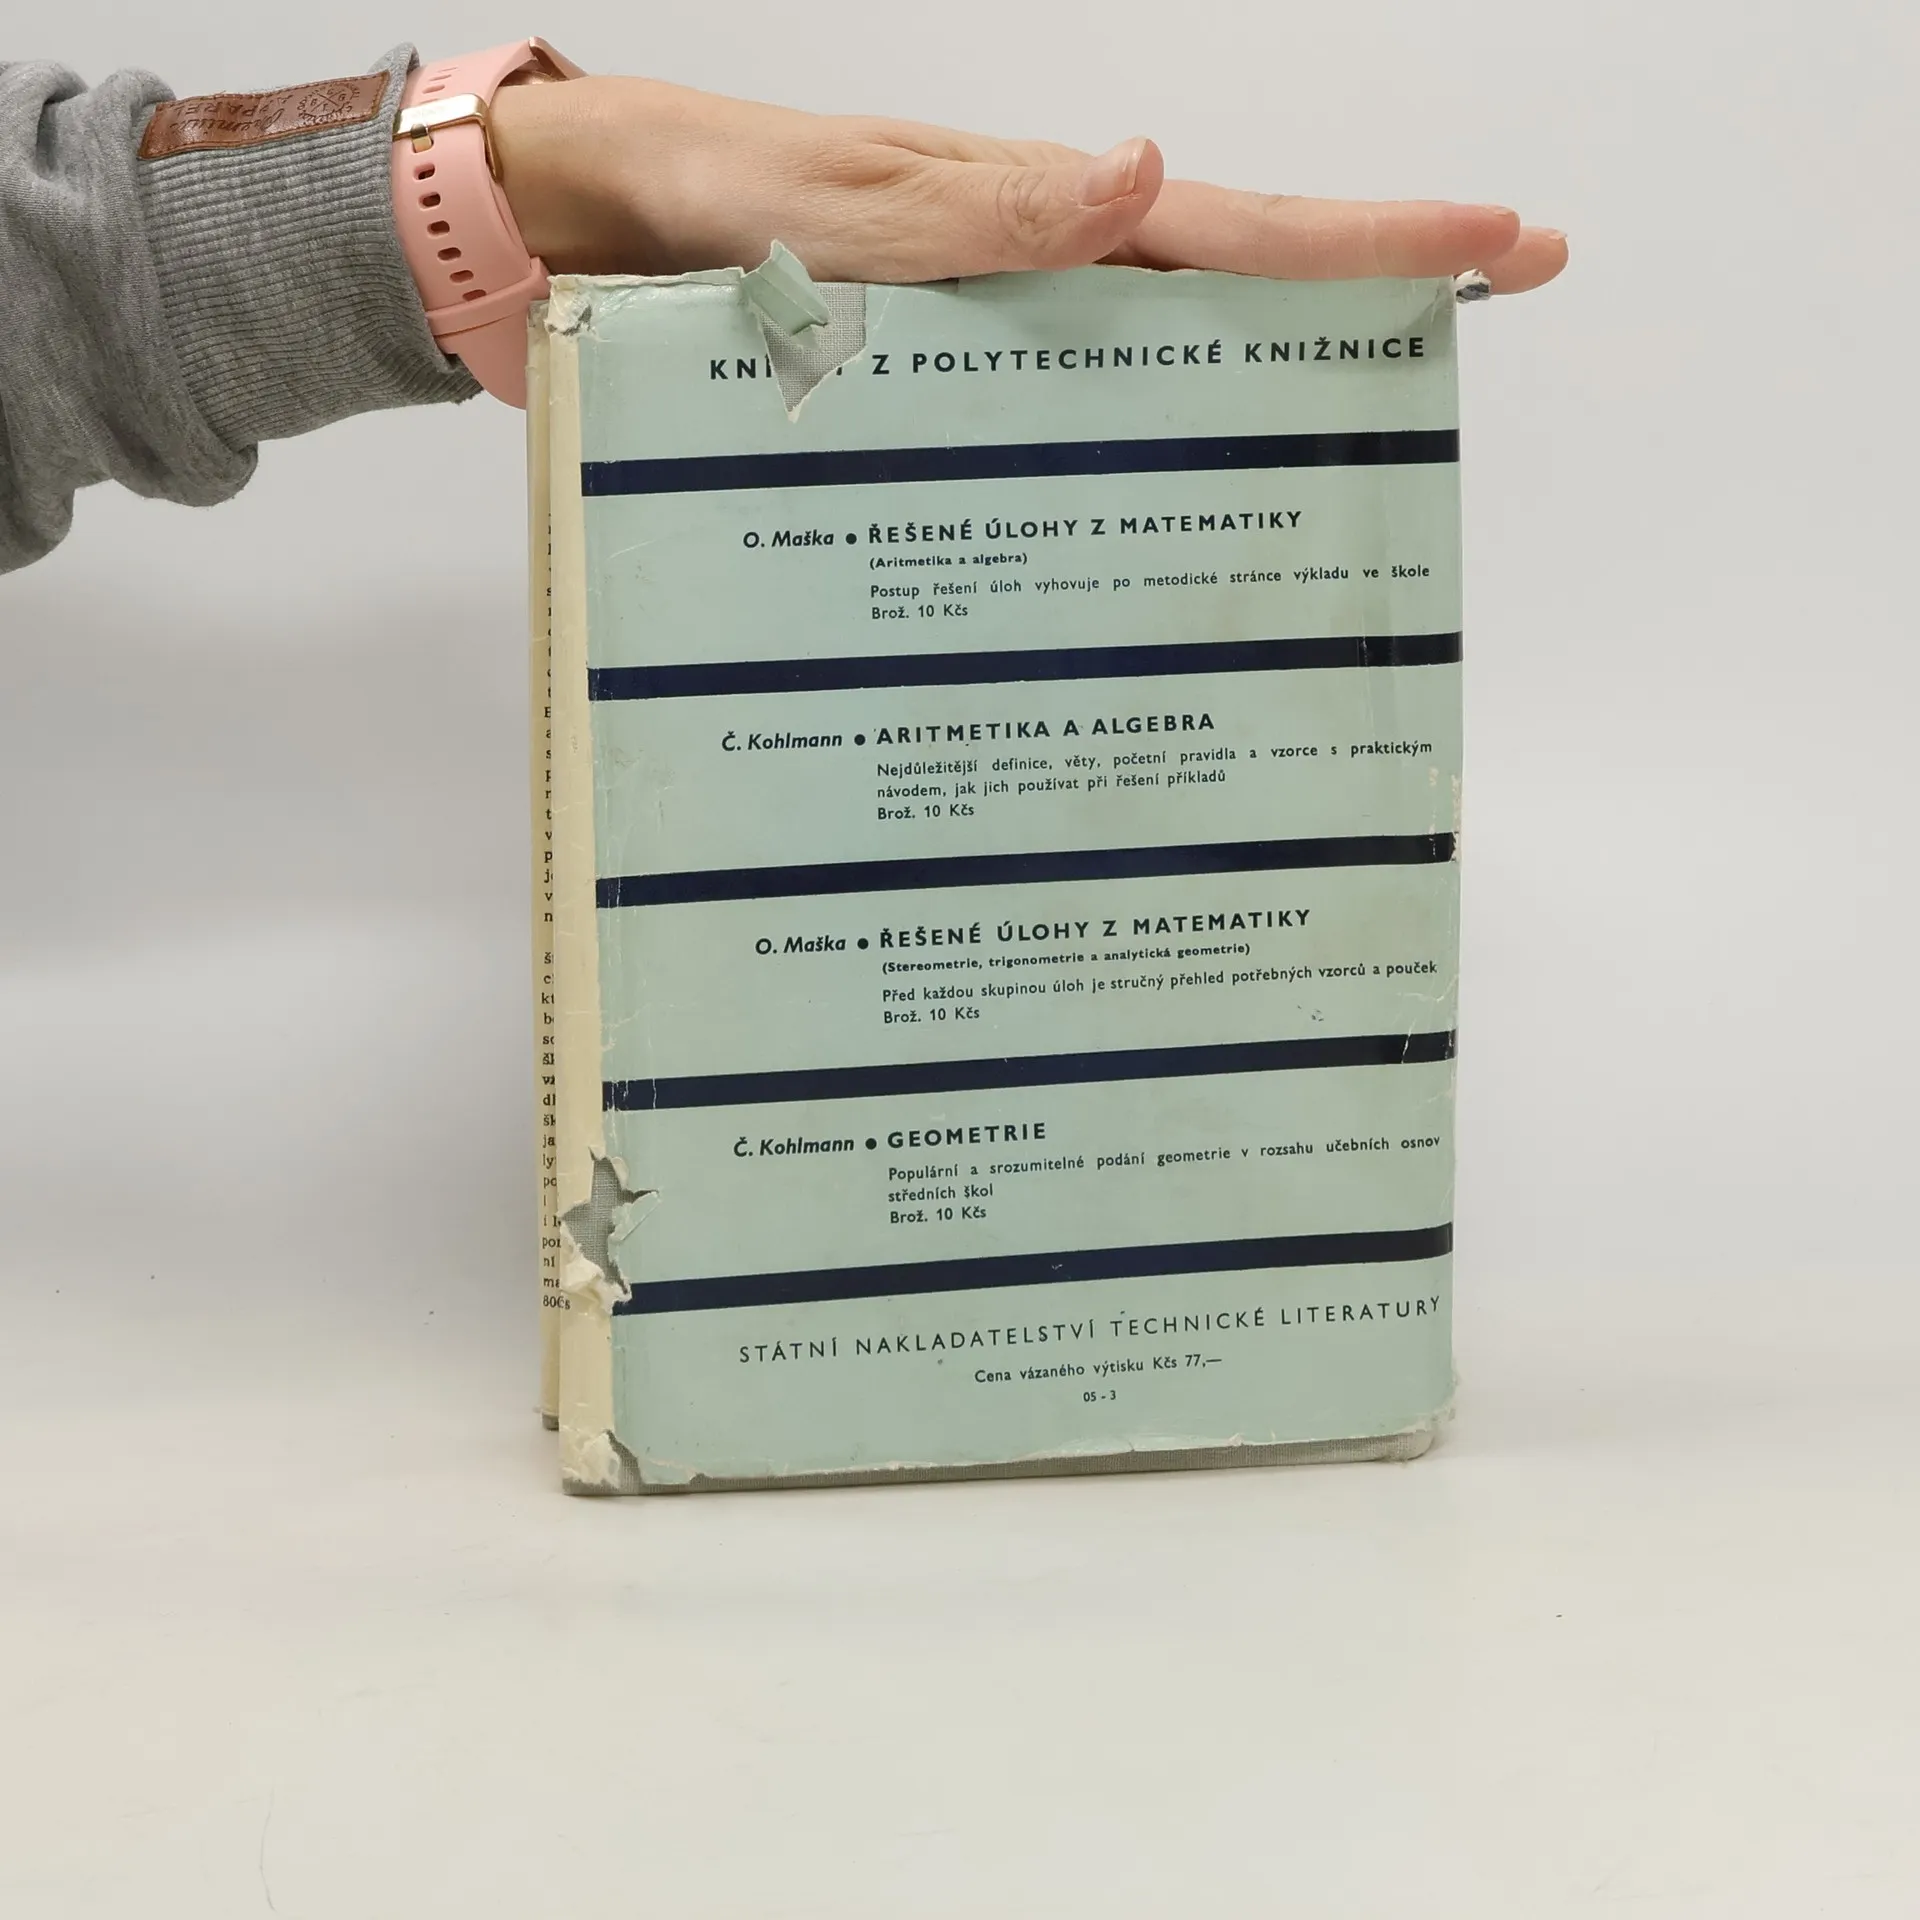 Z POLYTECHNICKÉ KNIŽNICE
O. Maška ● ŘEŠENÉ ÚLOHY Z MATEMATIKY
(Aritmetika a algebra)
Postup řešení úloh vyhovuje po metodické stránce výkladu ve škole
Brož. 10 Kčs
Č. Kohlmann ● ARITMETIKA A ALGEBRA
Nejdůležitější definice, věty, početní pravidla a vzorce s praktickým
návodem, jak jich používat při řešení příkladů
Brož. 10 Kčs
O. Maška ● ŘEŠENÉ ÚLOHY Z MATEMATIKY
(Stereometrie, trigonometrie a analytická geometrie)
Před každou skupinou úloh je stručný přehled potřebných vzorců a pouček
Brož. 10 Kčs
Č. Kohlmann ● GEOMETRIE
Populární a srozumitelné podání geometrie v rozsahu učebních osnov
středních škol
Brož. 10 Kčs
STÁTNÍ NAKLADATELSTVÍ TECHNICKÉ LITERATURY
Cena vázaného výtisku Kčs 77,—
05 - 3